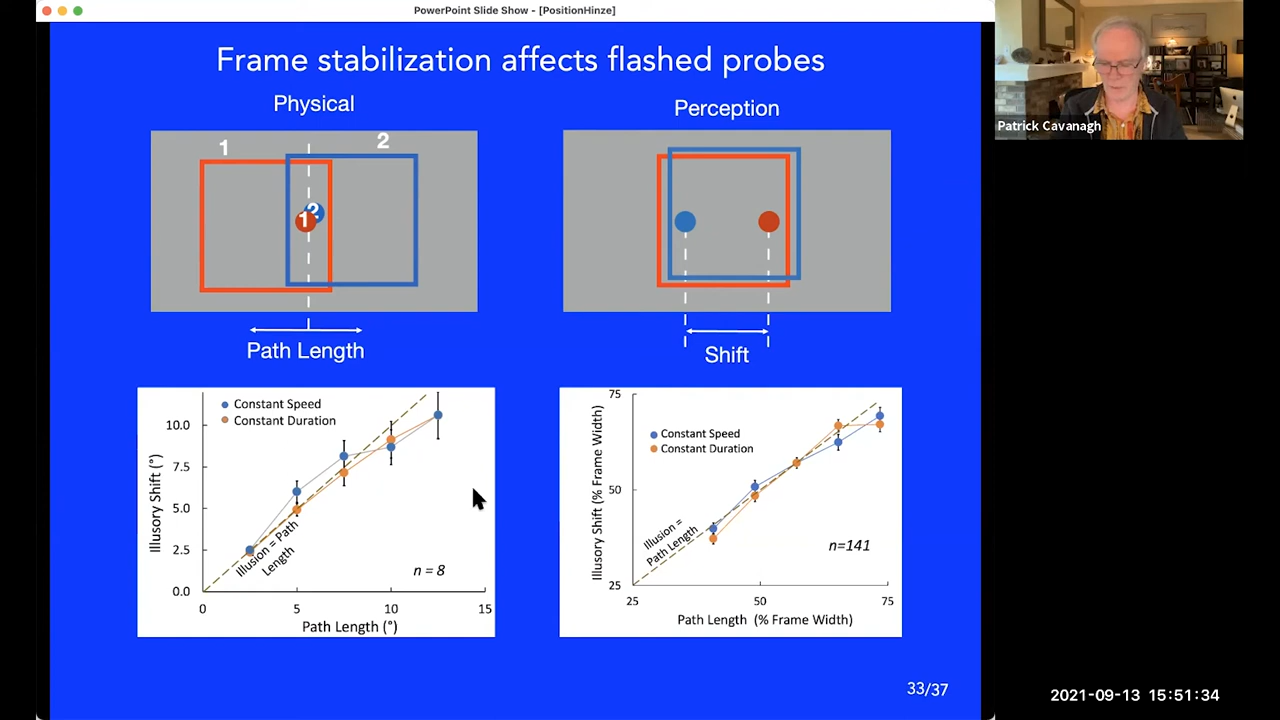 PowerPoint Slide Show - [PositionHinze]
Frame stabilization affects flashed probes
Physical
Perception
Patrick Cavanagh
1
2
1
2
Path Length
Shift
Constant Speed
Constant Duration
10.0
7.5
5.0
2.5
0.0
Illusory Shift (°)
Illusion = Path
Length
n = 8
0
5
10
15
Path Length (°)
75
50
25
Illusory Shift (% Frame Width)
Constant Speed
Constant Duration
Illusion =
Path Length
n=141
25
50
75
Path Length (% Frame Width)
33/37
2021-09-13 15:51:34